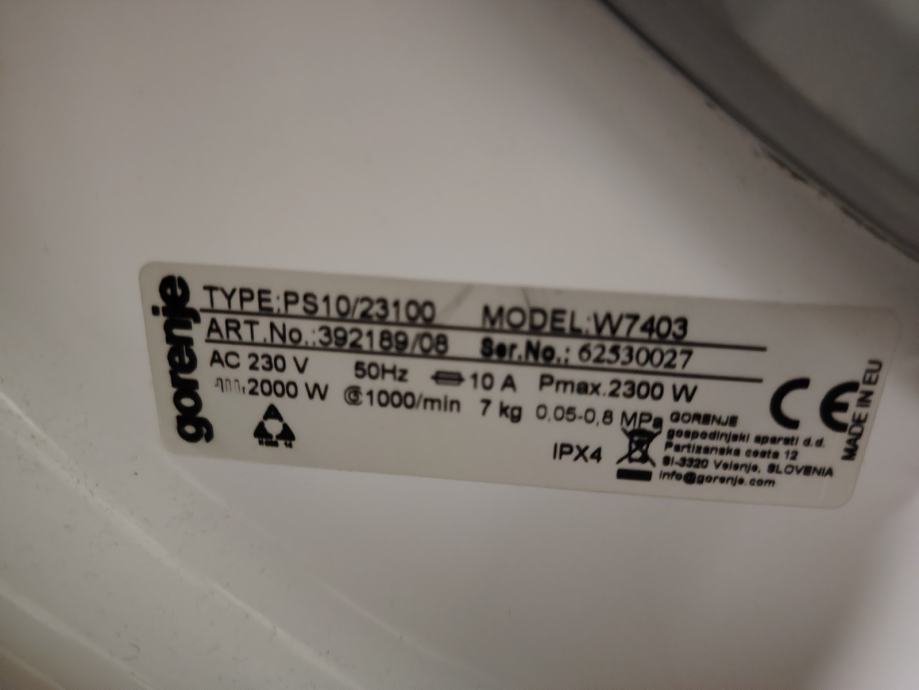 gorenje
TYPE:PS10/23100 MODEL:W7403
ART.No.:392189/08 Ser.No.: 62530027
AC 230 V 50Hz 10 A Pmax.2300 W
2000 W 1000/min 7 kg 0,05-0,8 MPa
IPX4
GORENJE
gospodinjski aparati d.d.
Partizanska cesta 12
SI-3320 Velenje, SLOVENIA
info@gorenje.com
CE
MADE IN EU